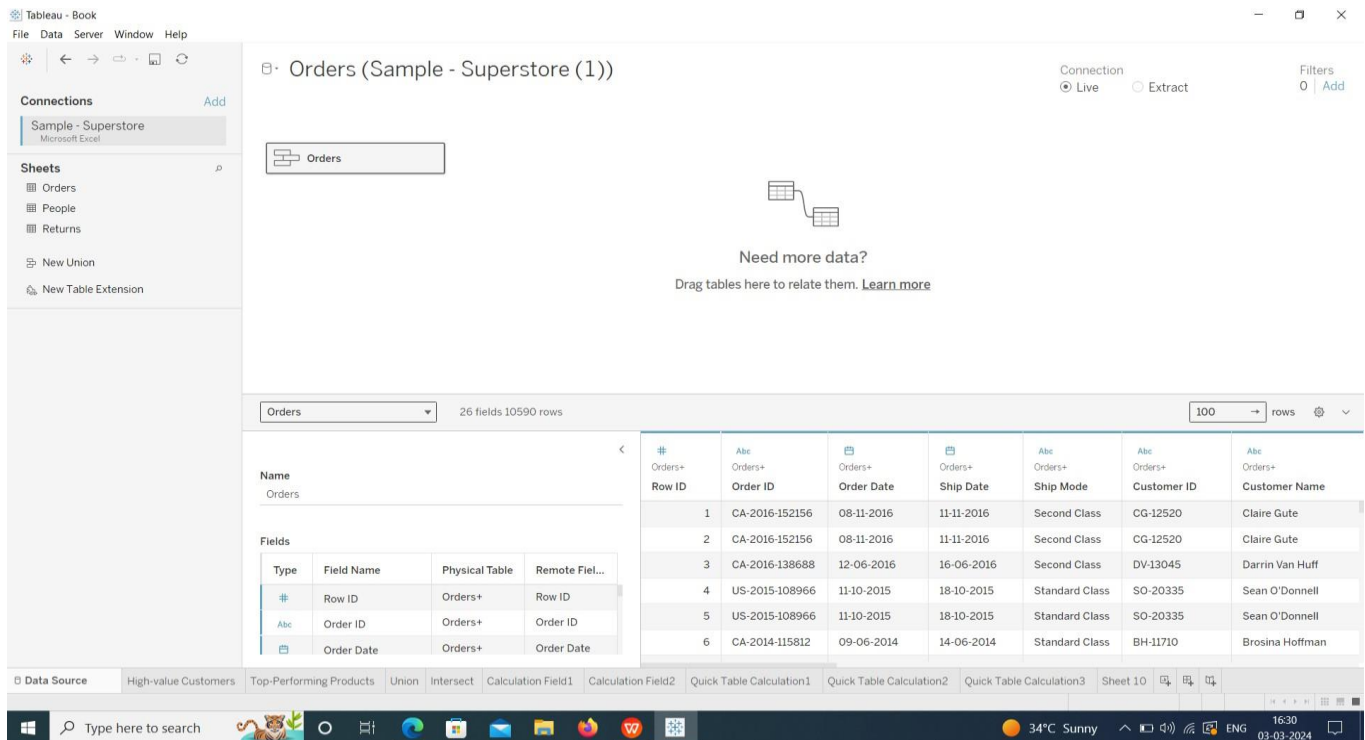 Tableau - Book
File Data Server Window Help
Connections Add
Sample - Superstore
Microsoft Excel
Sheets
Orders
People
Returns
New Union
New Table Extension
Orders (Sample - Superstore (1))
Connection
Live Extract
Filters
0 Add
Orders
Need more data?
Drag tables here to relate them. Learn more
Orders 26 fields 10590 rows 100 → rows
Name
Orders
Fields
Type Field Name Physical Table Remote Fiel...
# Row ID Orders+ Row ID
Abc Order ID Orders+ Order ID
Order Date Orders+ Order Date
# Abc Abc Abc Abc
Orders+ Orders+ Orders+ Orders+ Orders+ Orders+ Orders+
Row ID Order ID Order Date Ship Date Ship Mode Customer ID Customer Name
1 CA-2016-152156 08-11-2016 11-11-2016 Second Class CG-12520 Claire Gute
2 CA-2016-152156 08-11-2016 11-11-2016 Second Class CG-12520 Claire Gute
3 CA-2016-138688 12-06-2016 16-06-2016 Second Class DV-13045 Darrin Van Huff
4 US-2015-108966 11-10-2015 18-10-2015 Standard Class SO-20335 Sean O'Donnell
5 US-2015-108966 11-10-2015 18-10-2015 Standard Class SO-20335 Sean O'Donnell
6 CA-2014-115812 09-06-2014 14-06-2014 Standard Class BH-11710 Brosina Hoffman
Data Source High-value Customers Top-Performing Products Union Intersect Calculation Field1 Calculation Field2 Quick Table Calculation1 Quick Table Calculation2 Quick Table Calculation3 Sheet 10
Type here to search 34°C Sunny ENG 16:30
03-03-2024